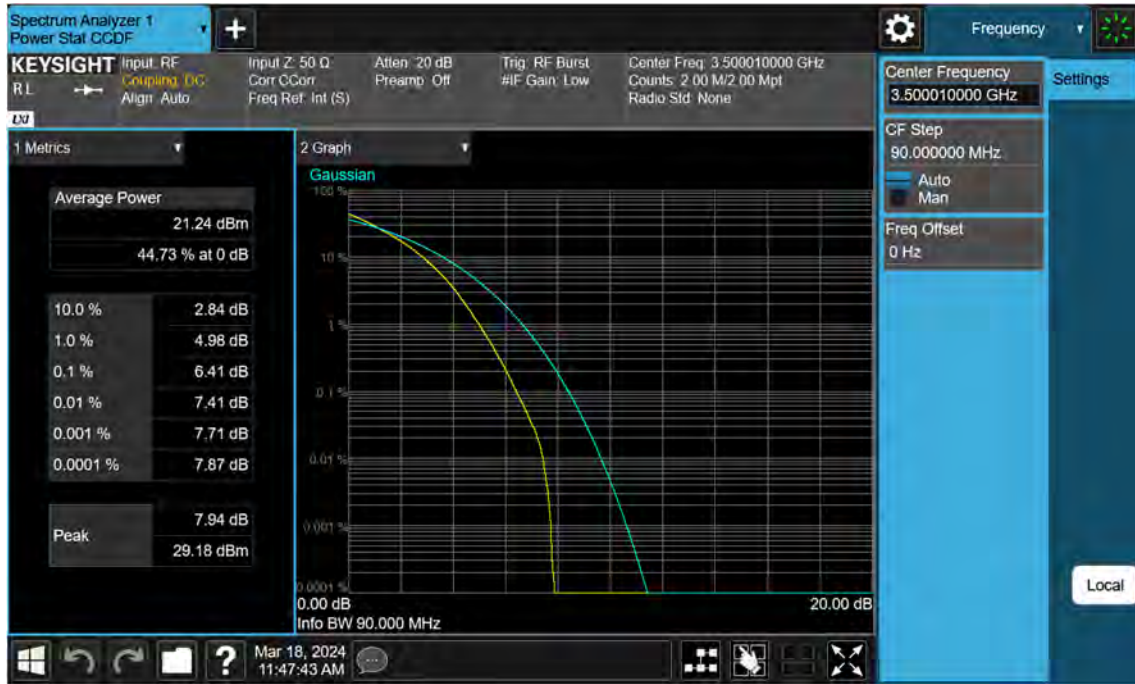 Spectrum Analyzer 1
Power Stat CCDF
Frequency
KEYSIGHT
RL
LXI
Input: RF
Coupling: DC
Align: Auto
Input Z: 50 Ω
Corr CCorr
Freq Ref: Int (S)
Atten: 20 dB
Preamp: Off
Trig: RF Burst
#IF Gain: Low
Center Freq: 3.500010000 GHz
Counts: 2.00 M/2.00 Mpt
Radio Std: None
Center Frequency
3.500010000 GHz
Settings
CF Step
90.000000 MHz
Auto
Man
Freq Offset
0 Hz
1 Metrics
Average Power
21.24 dBm
44.73 % at 0 dB
10.0 % 2.84 dB
1.0 % 4.98 dB
0.1 % 6.41 dB
0.01 % 7.41 dB
0.001 % 7.71 dB
0.0001 % 7.87 dB
Peak
7.94 dB
29.18 dBm
2 Graph
Gaussian
100 %
10 %
1 %
0.1 %
0.01 %
0.001 %
0.0001 %
0.00 dB 20.00 dB
Info BW 90.000 MHz
Local
?
Mar 18, 2024
11:47:43 AM